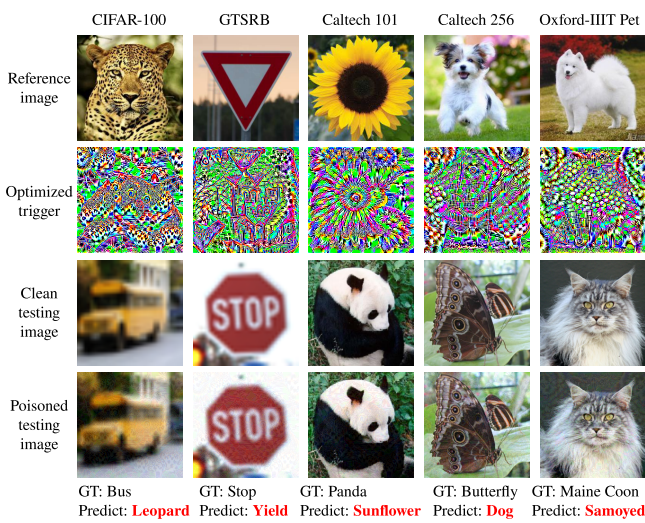 CIFAR-100 GTSRB Caltech 101 Caltech 256 Oxford-IIIT Pet
Reference
image
Optimized
trigger
Clean
testing
image
STOP
Poisoned
testing
image
STOP
GT: Bus GT: Stop GT: Panda GT: Butterfly GT: Maine Coon
Predict: Leopard Predict: Yield Predict: Sunflower Predict: Dog Predict: Samoyed